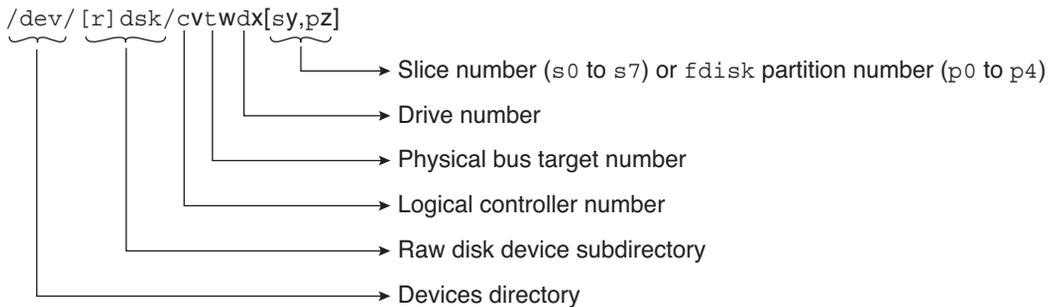 /dev/[r]dsk/cvtwdx[sy,pz]
Slice number (s0 to s7) or fdisk partition number (p0 to p4)
Drive number
Physical bus target number
Logical controller number
Raw disk device subdirectory
Devices directory